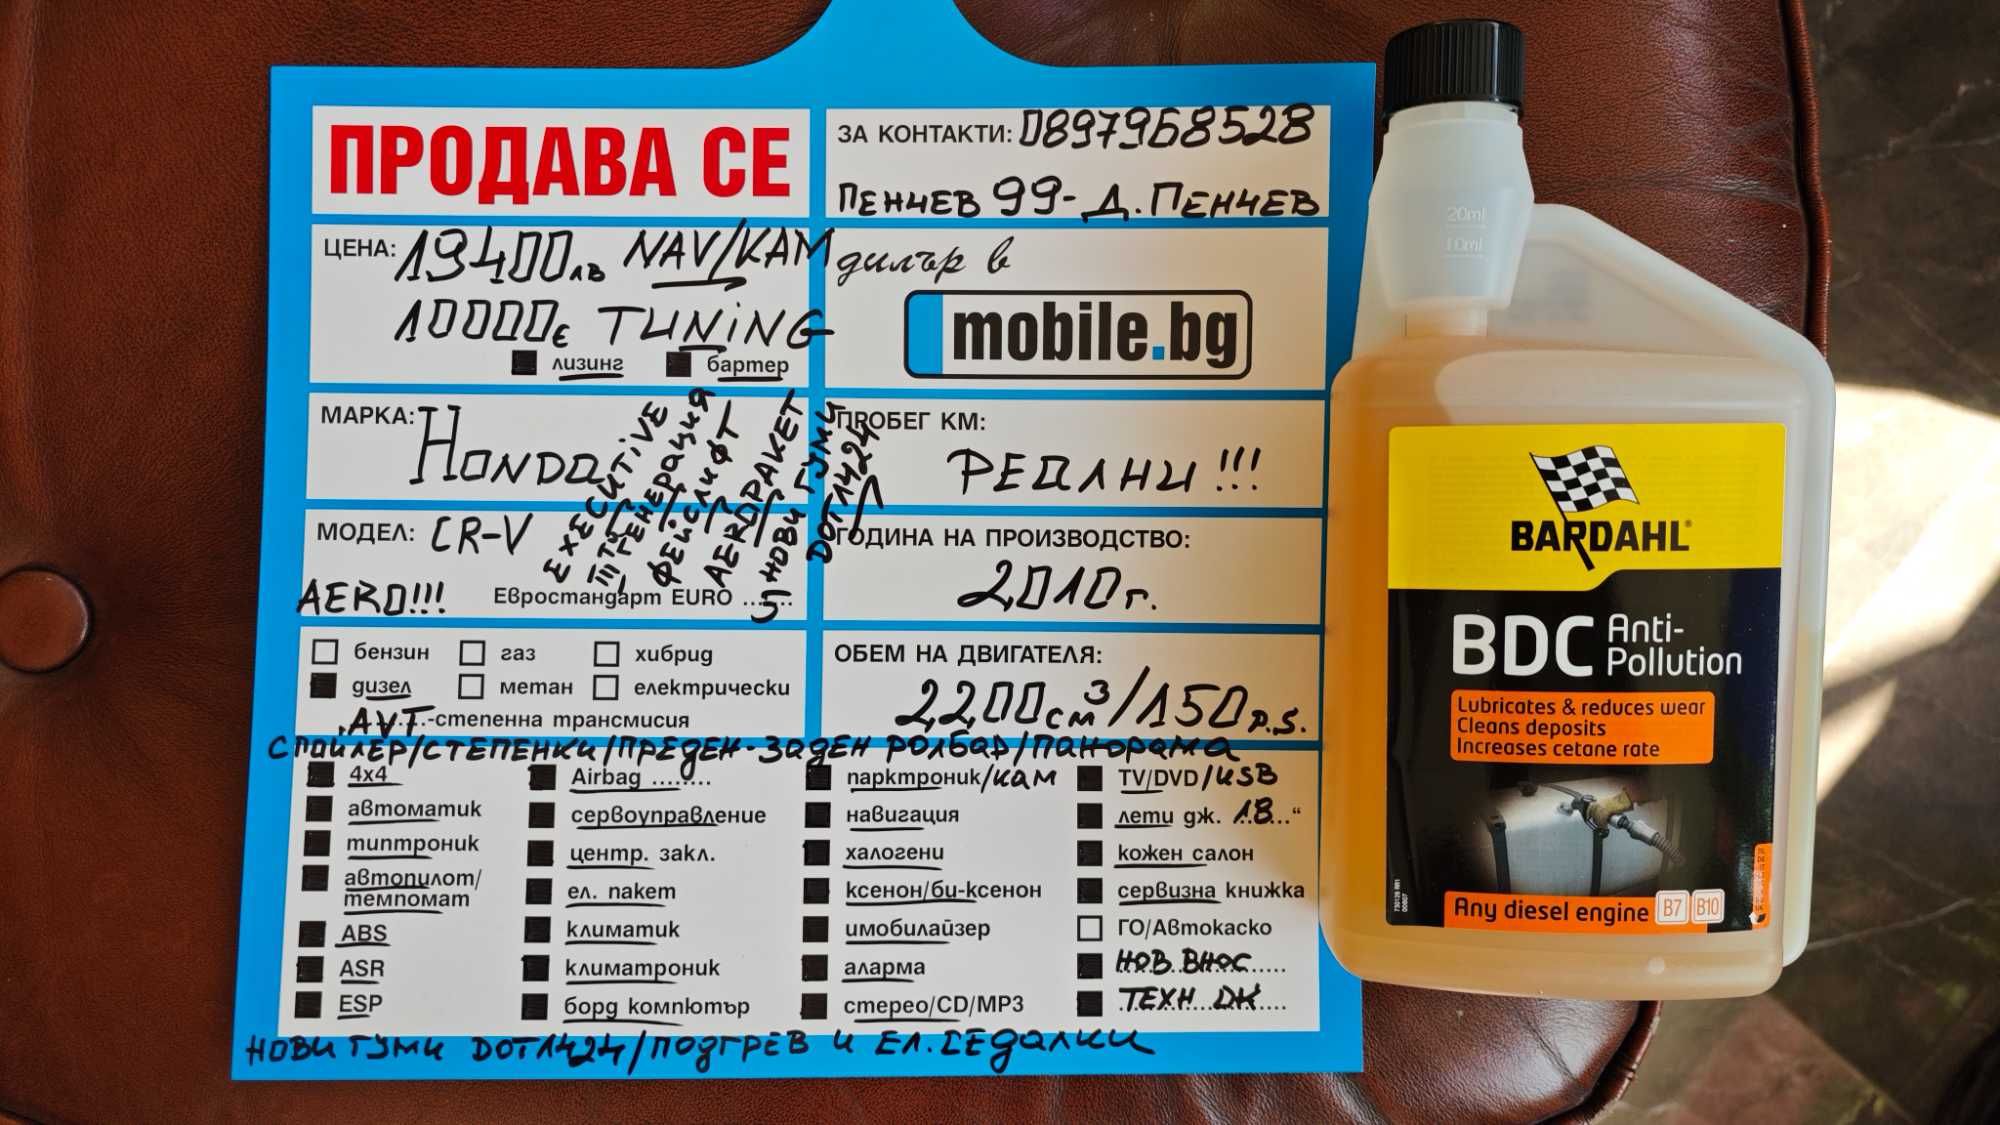 ПРОДАВА СЕ
ЗА КОНТАКТИ: 0897968528
ПЕНЧЕВ 99- Д. ПЕНЧЕВ
ЦЕНА: 19400лв NAV/КАМ
10000€ TUNiNG
лизинг бартер
дилър в
mobile.bg
МАРКА: HONDA
МОДЕЛ: CR-V
AERO!!!
Евростандарт EURO ........
EXECUTiVE
III ГЕНЕРАЦИЯ
ФЕЙСЛИФТ
AEROПАКЕТ
5 НОВИ ГУМИ
DOT1424
ПРОБЕГ КМ:
РЕАЛНИ!!!
ГОДИНА НА ПРОИЗВОДСТВО:
2010г.
бензин газ хибрид
дизел метан електрически
AVT.-степенна трансмисия
ОБЕМ НА ДВИГАТЕЛЯ:
2200см³/150P.S.
СПОЙЛЕР/СТЕПЕНКИ/ПРЕДЕН-ЗАДЕН РОЛБАР/ПАНОРАМА
4x4
автоматик
типтроник
автопилот/
темпомат
ABS
ASR
ESP
Airbag ........
сервоуправление
центр. закл.
ел. пакет
климатик
климатроник
борд компютър
парктроник/КАМ
навигация
халогени
ксенон/би-ксенон
имобилайзер
аларма
стерео/CD/MP3
TV/DVD/USB
лети дж. 18..."
кожен салон
сервизна книжка
ГО/Автокаско
НОВ ВНОС
ТЕХН ДК
НОВИ ГУМИ DOT1424/ПОДГРЕВ И ЕЛ. СЕДАЛКИ
20ml
10ml
BARDAHL®
BDC Anti-
Pollution
Lubricates & reduces wear
Cleans deposits
Increases cetane rate
Any diesel engine B7 B10